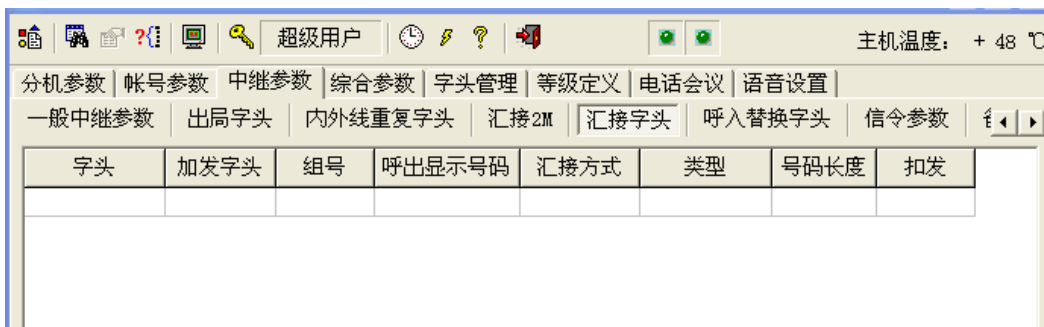 超级用户 主机温度: + 48 ℃
分机参数 帐号参数 中继参数 综合参数 字头管理 等级定义 电话会议 语音设置
一般中继参数 出局字头 内外线重复字头 汇接2M 汇接字头 呼入替换字头 信令参数
字头 加发字头 组号 呼出显示号码 汇接方式 类型 号码长度 扣发